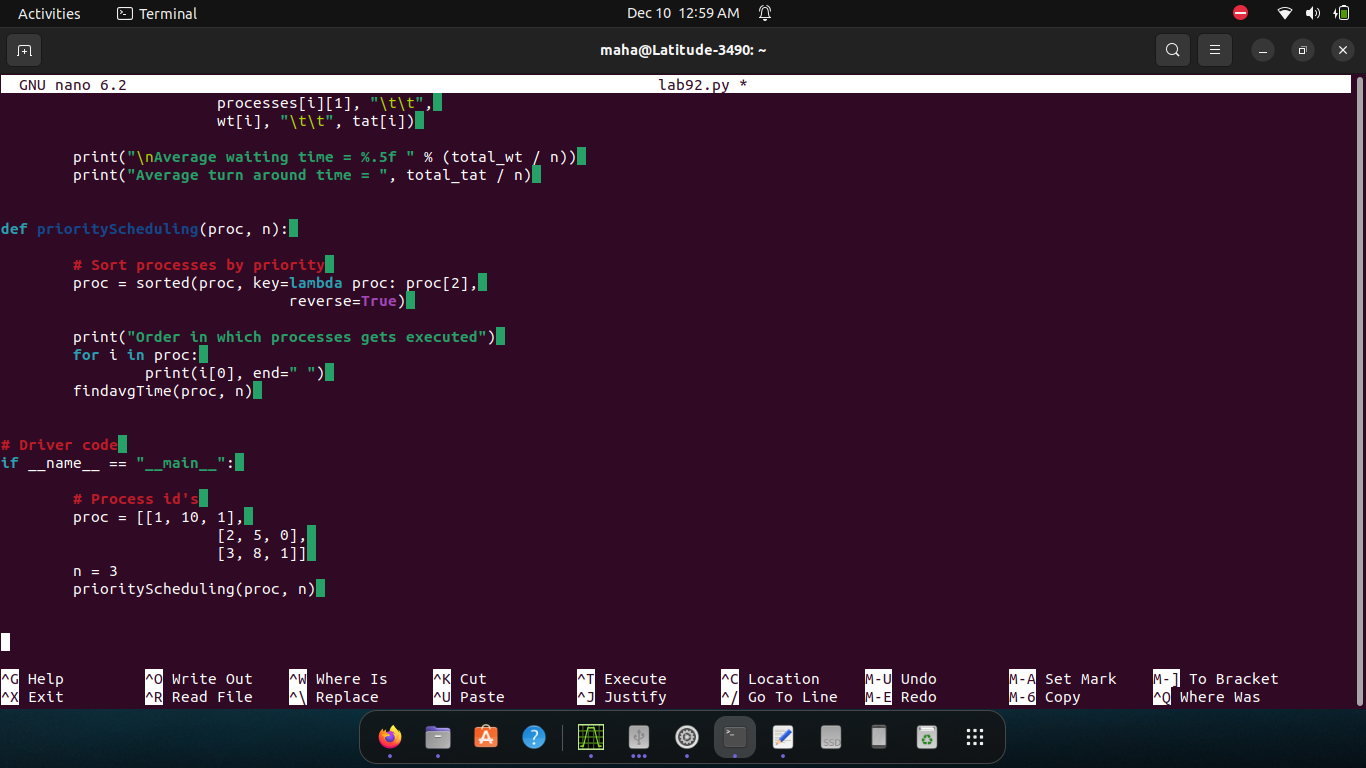 Activities
Terminal
Dec 10 12:59 AM
maha@Latitude-3490: ~
GNU nano 6.2 lab92.py *
processes[i][1], "\t\t",
wt[i], "\t\t", tat[i])
print("\nAverage waiting time = %.5f " % (total_wt / n))
print("Average turn around time = ", total_tat / n)
def priorityScheduling(proc, n):
# Sort processes by priority
proc = sorted(proc, key=lambda proc: proc[2],
reverse=True)
print("Order in which processes gets executed")
for i in proc:
print(i[0], end=" ")
findavgTime(proc, n)
# Driver code
if __name__ == "__main__":
# Process id's
proc = [[1, 10, 1],
[2, 5, 0],
[3, 8, 1]]
n = 3
priorityScheduling(proc, n)
^G Help ^O Write Out ^W Where Is ^K Cut ^T Execute ^C Location M-U Undo M-A Set Mark M-] To Bracket
^X Exit ^R Read File ^\ Replace ^U Paste ^J Justify ^/ Go To Line M-E Redo M-6 Copy ^Q Where Was
SSD